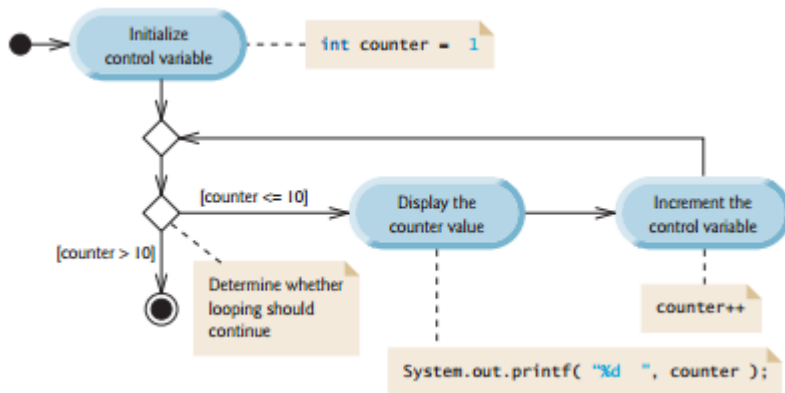 Initialize
control variable
int counter = 1
[counter <= 10]
Display the
counter value
Increment the
control variable
[counter > 10]
Determine whether
looping should
continue
counter++
System.out.printf( "%d  ", counter );